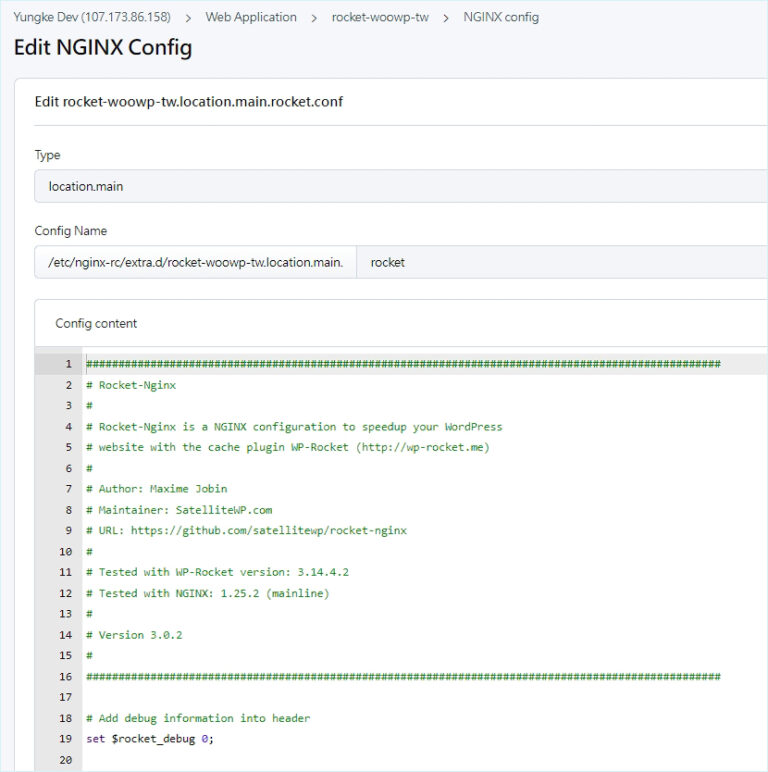 Yungke Dev (107.173.86.158) > Web Application > rocket-woowp-tw > NGINX config
Edit NGINX Config
Edit rocket-woowp-tw.location.main.rocket.conf
Type
location.main
Config Name
/etc/nginx-rc/extra.d/rocket-woowp-tw.location.main. rocket
Config content
1 ###################################################################################################
2 # Rocket-Nginx
3 #
4 # Rocket-Nginx is a NGINX configuration to speedup your WordPress
5 # website with the cache plugin WP-Rocket (http://wp-rocket.me)
6 #
7 # Author: Maxime Jobin
8 # Maintainer: SatelliteWP.com
9 # URL: https://github.com/satellitewp/rocket-nginx
10 #
11 # Tested with WP-Rocket version: 3.14.4.2
12 # Tested with NGINX: 1.25.2 (mainline)
13 #
14 # Version 3.0.2
15 #
16 ###################################################################################################
17
18 # Add debug information into header
19 set $rocket_debug 0;
20